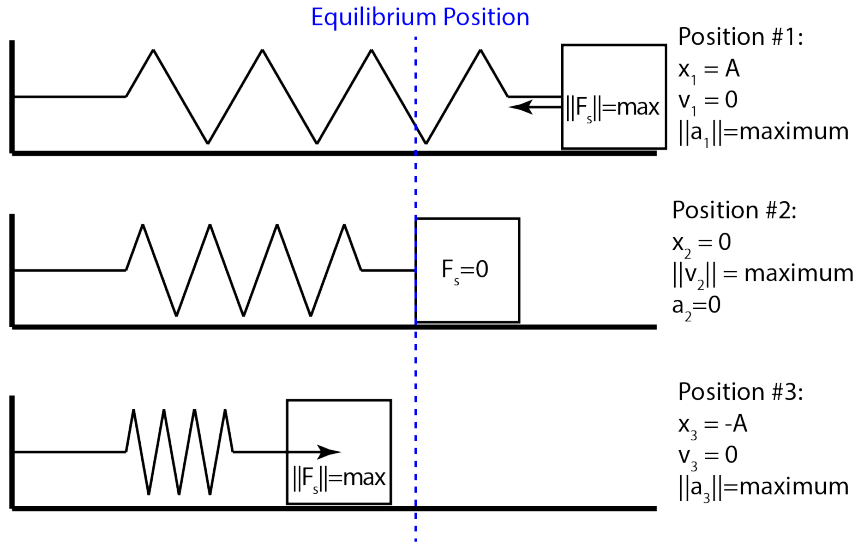 Equilibrium Position
Position #1:
x₁ = A
v₁ = 0
||a₁||=maximum
||Fₛ||=max
Position #2:
x₂ = 0
||v₂|| = maximum
a₂=0
Fₛ=0
Position #3:
x₃ = -A
v₃ = 0
||a₃||=maximum
||Fₛ||=max